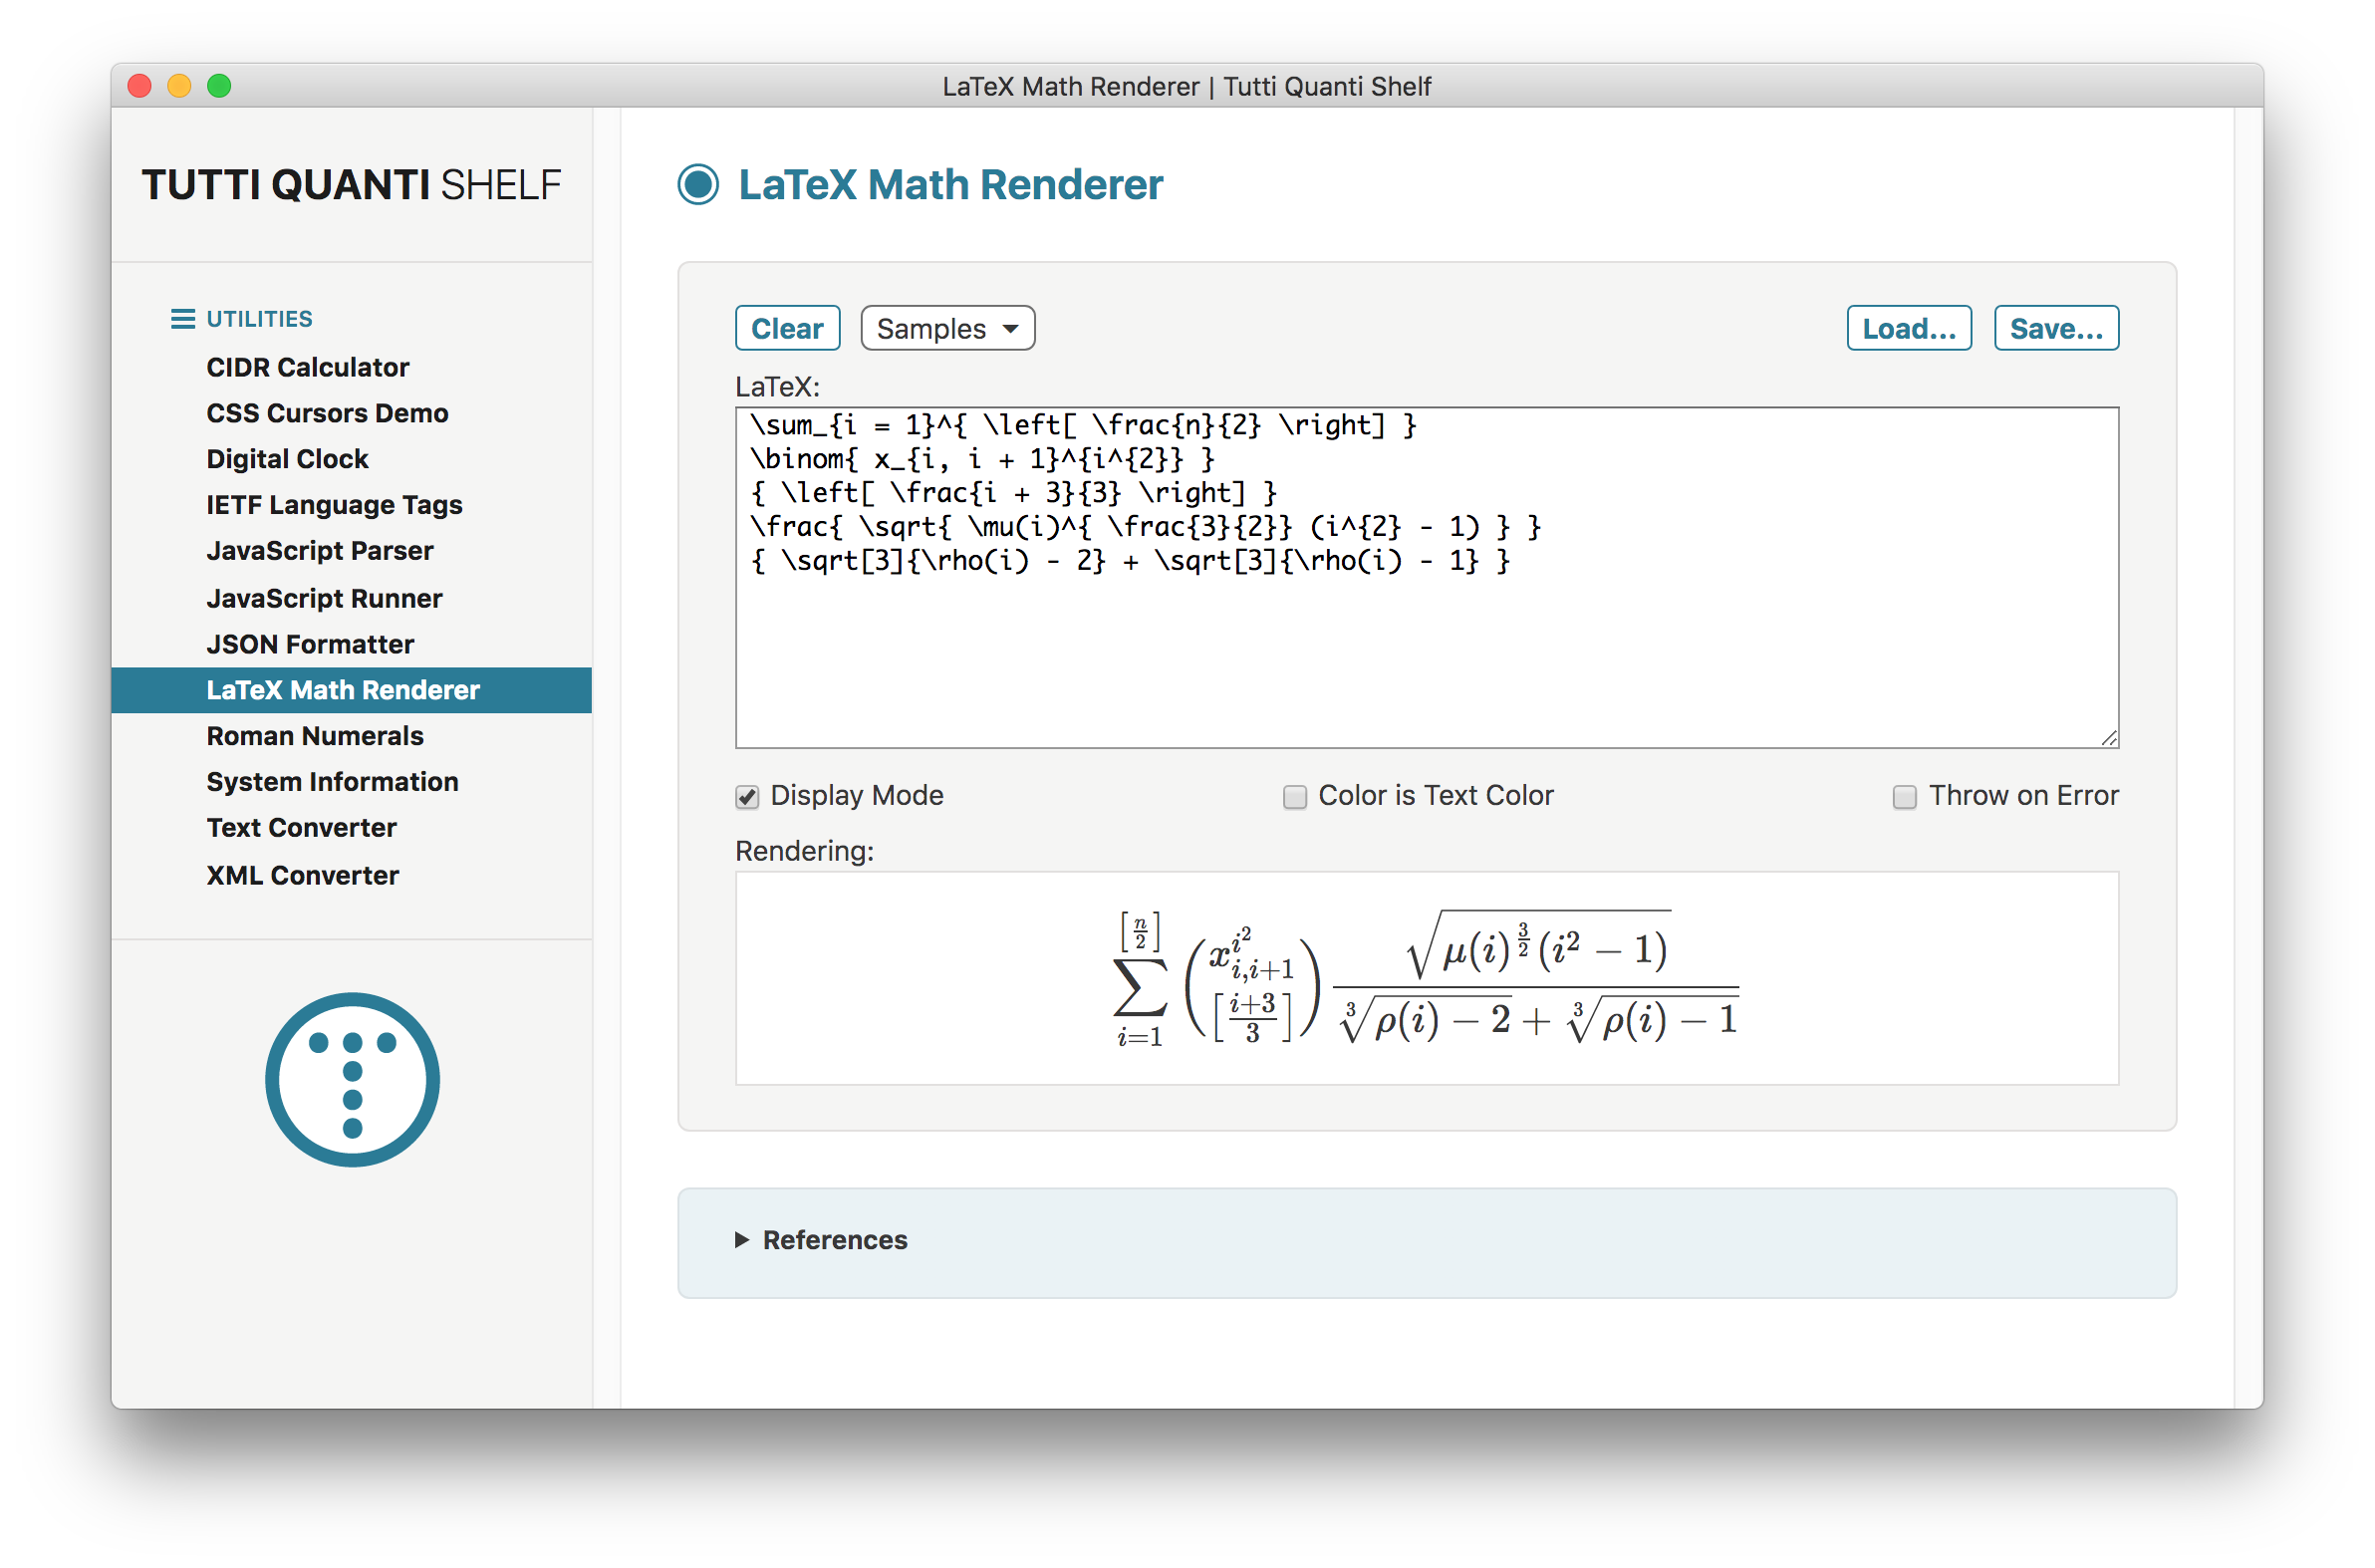 LaTeX Math Renderer | Tutti Quanti Shelf
TUTTI QUANTI SHELF
UTILITIES
CIDR Calculator
CSS Cursors Demo
Digital Clock
IETF Language Tags
JavaScript Parser
JavaScript Runner
JSON Formatter
LaTeX Math Renderer
Roman Numerals
System Information
Text Converter
XML Converter
LaTeX Math Renderer
Clear Samples Load... Save...
LaTeX:
\sum_{i = 1}^{ \left[ \frac{n}{2} \right] }
\binom{ x_{i, i + 1}^{i^{2}} }
{ \left[ \frac{i + 3}{3} \right] }
\frac{ \sqrt{ \mu(i)^{ \frac{3}{2}} (i^{2} - 1) } }
{ \sqrt[3]{\rho(i) - 2} + \sqrt[3]{\rho(i) - 1} }
Display Mode Color is Text Color Throw on Error
Rendering:
\sum_{i=1}^{\left[\frac{n}{2}\right]} \binom{x_{i,i+1}^{i^2}}{\left[\frac{i+3}{3}\right]} \frac{\sqrt{\mu(i)^{\frac{3}{2}}(i^2-1)}}{\sqrt[3]{\rho(i)-2}+\sqrt[3]{\rho(i)-1}}
References